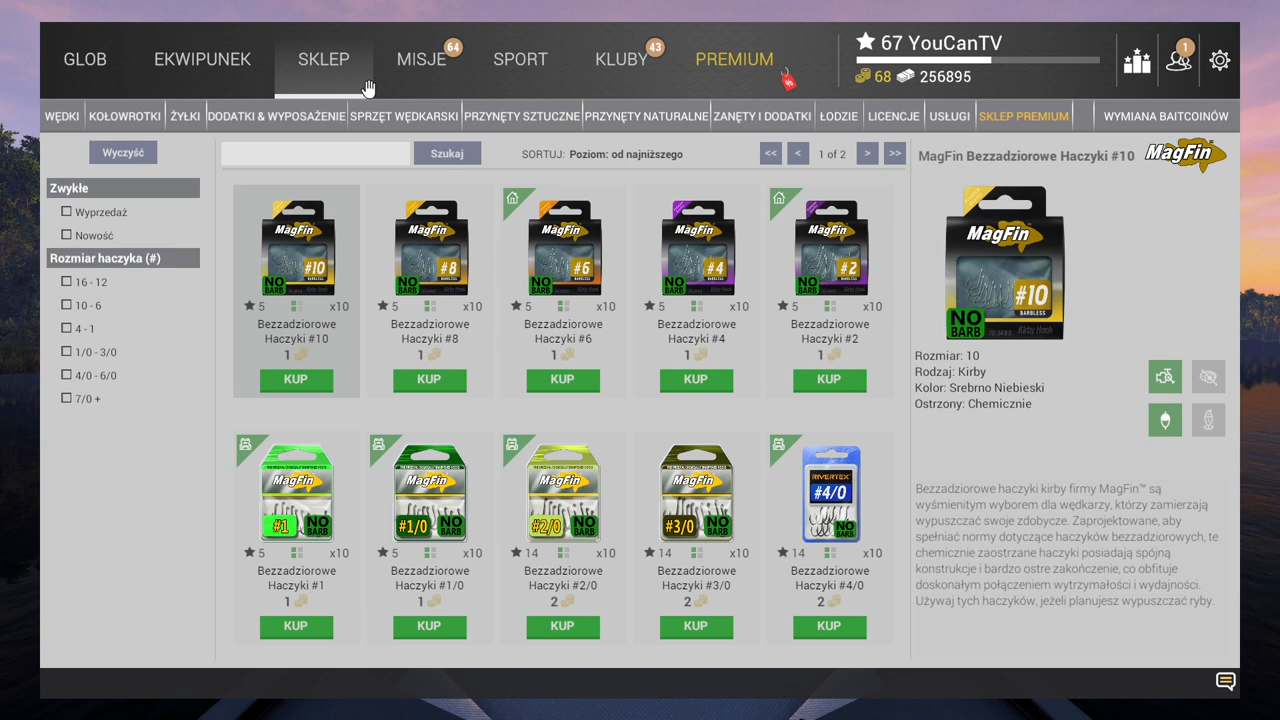 GLOB EKWIPUNEK SKLEP MISJE 64 SPORT KLUBY 43 PREMIUM %
67 YouCanTV
68 256895
1
WĘDKI KOŁOWROTKI ŻYŁKI DODATKI & WYPOSAŻENIE SPRZĘT WĘDKARSKI PRZYNĘTY SZTUCZNE PRZYNĘTY NATURALNE ZANĘTY I DODATKI ŁODZIE LICENCJE USŁUGI SKLEP PREMIUM WYMIANA BAITCOINÓW
Wyczyść
Zwykłe
Wyprzedaż
Nowość
Rozmiar haczyka (#)
16 - 12
10 - 6
4 - 1
1/0 - 3/0
4/0 - 6/0
7/0 +
Szukaj SORTUJ: Poziom: od najniższego << < 1 of 2 > >>
MagFin MagFin MagFin MagFin MagFin
#10 #8 #6 #4 #2
BARBLESS BARBLESS BARBLESS BARBLESS BARBLESS
NO BARB NO BARB NO BARB NO BARB NO BARB
5 x10 5 x10 5 x10 5 x10 5 x10
Bezzadziorowe Bezzadziorowe Bezzadziorowe Bezzadziorowe Bezzadziorowe
Haczyki #10 Haczyki #8 Haczyki #6 Haczyki #4 Haczyki #2
1 1 1 1 1
KUP KUP KUP KUP KUP
MagFin MagFin MagFin MagFin RIVERTEX
#1 #1/0 #2/0 #3/0 #4/0
NO BARB NO BARB NO BARB NO BARB NO BARB
5 x10 5 x10 14 x10 14 x10 14 x10
Bezzadziorowe Bezzadziorowe Bezzadziorowe Bezzadziorowe Bezzadziorowe
Haczyki #1 Haczyki #1/0 Haczyki #2/0 Haczyki #3/0 Haczyki #4/0
1 1 2 2 2
KUP KUP KUP KUP KUP
MagFin Bezzadziorowe Haczyki #10 MagFin
MagFin
#10
BARBLESS
NO BARB
Kirby Hook
Rozmiar: 10
Rodzaj: Kirby
Kolor: Srebrno Niebieski
Ostrzony: Chemicznie
Bezzadziorowe haczyki kirby firmy MagFin™ są
wyśmienitym wyborem dla wędkarzy, którzy zamierzają
wypuszczać swoje zdobycze. Zaprojektowane, aby
spełniać normy dotyczące haczyków bezzadziorowych, te
chemicznie zaostrzane haczyki posiadają spójną
konstrukcje i bardzo ostre zakończenie, co obfituje
doskonałym połączeniem wytrzymałości i wydajności.
Używaj tych haczyków, jeżeli planujesz wypuszczać ryby.